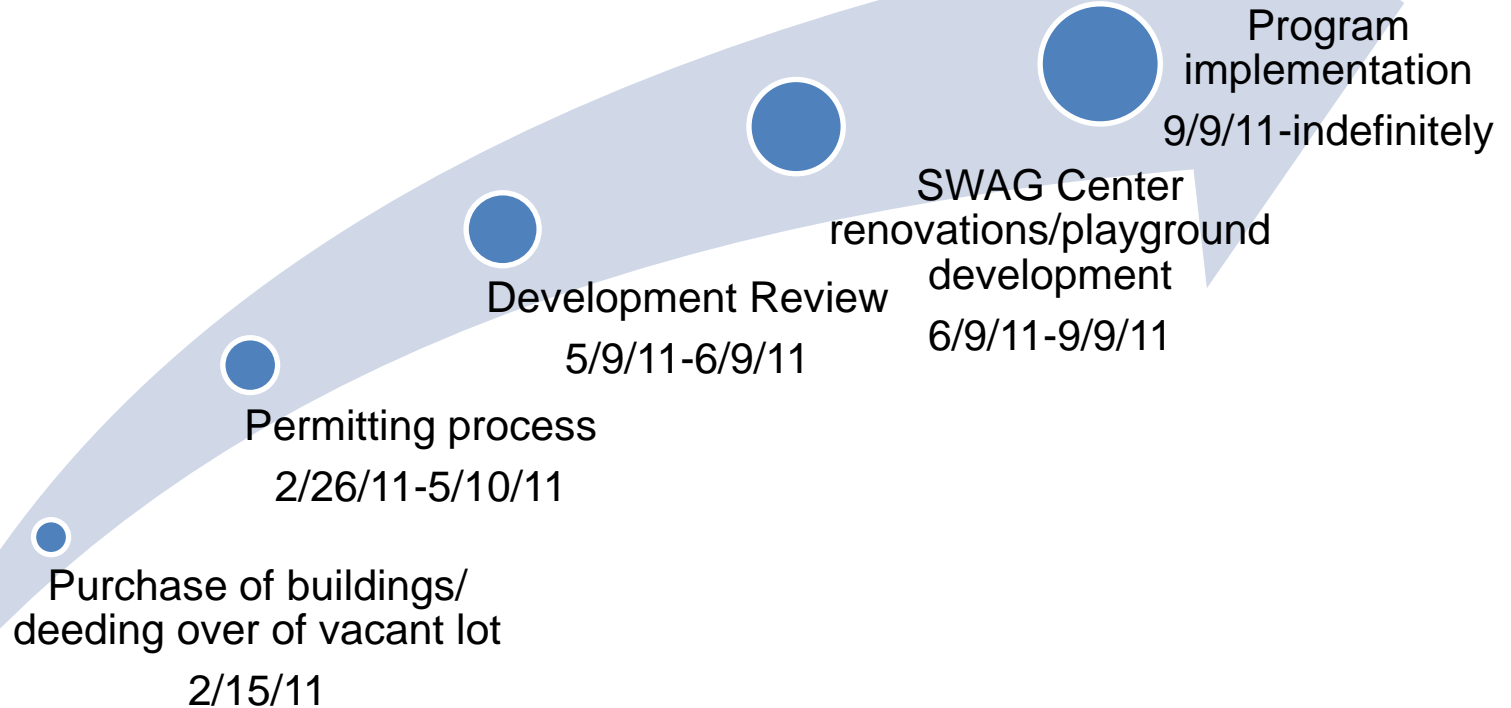 Purchase of buildings/
deeding over of vacant lot
2/15/11
Permitting process
2/26/11-5/10/11
Development Review
5/9/11-6/9/11
SWAG Center
renovations/playground
development
6/9/11-9/9/11
Program
implementation
9/9/11-indefinitely